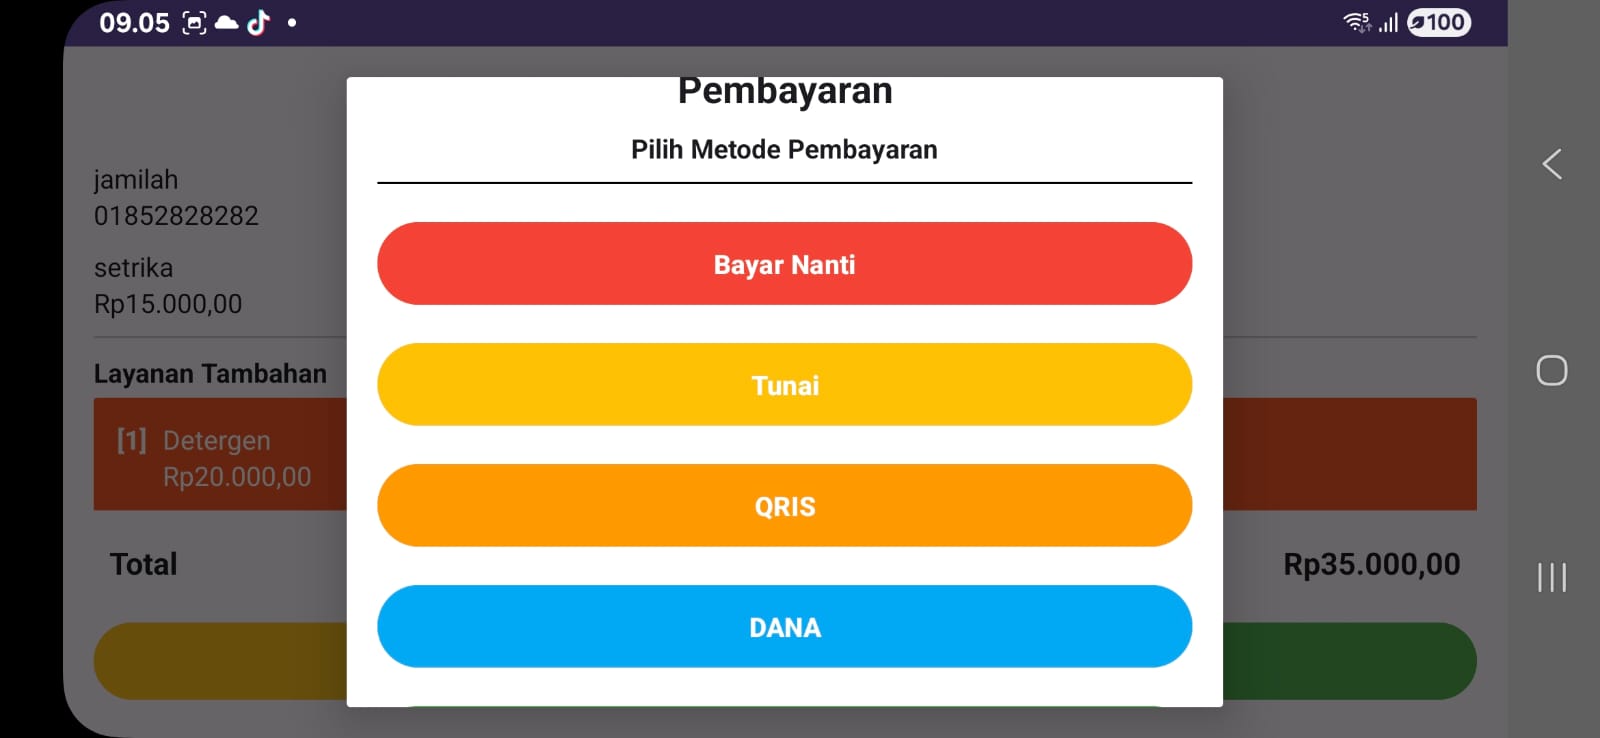 09.05
5
100
Pembayaran
Pilih Metode Pembayaran
jamilah
01852828282
setrika
Rp15.000,00
Layanan Tambahan
[1] Detergen
Rp20.000,00
Total
Rp35.000,00
Bayar Nanti
Tunai
QRIS
DANA